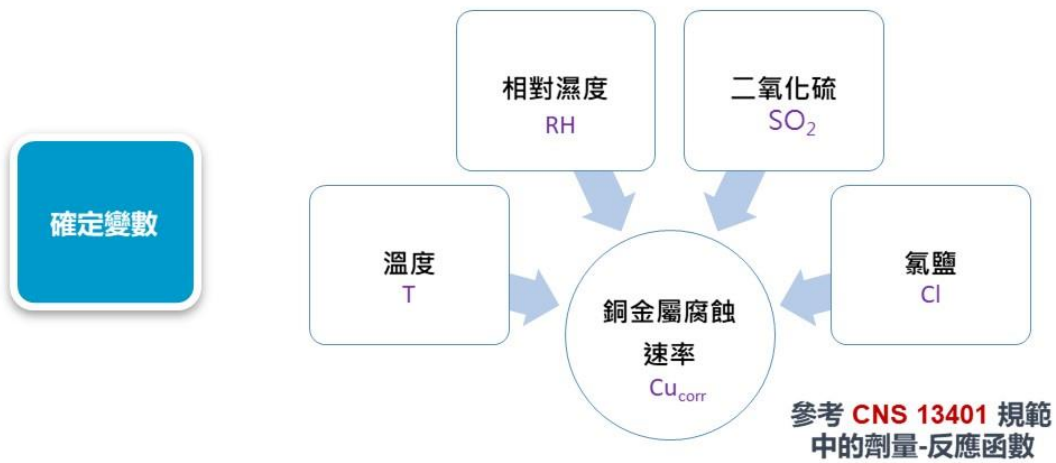 確定變數
溫度
T
相對濕度
RH
二氧化硫
SO₂
氯鹽
Cl
銅金屬腐蝕
速率
Cu_corr
參考 CNS 13401 規範
中的劑量-反應函數